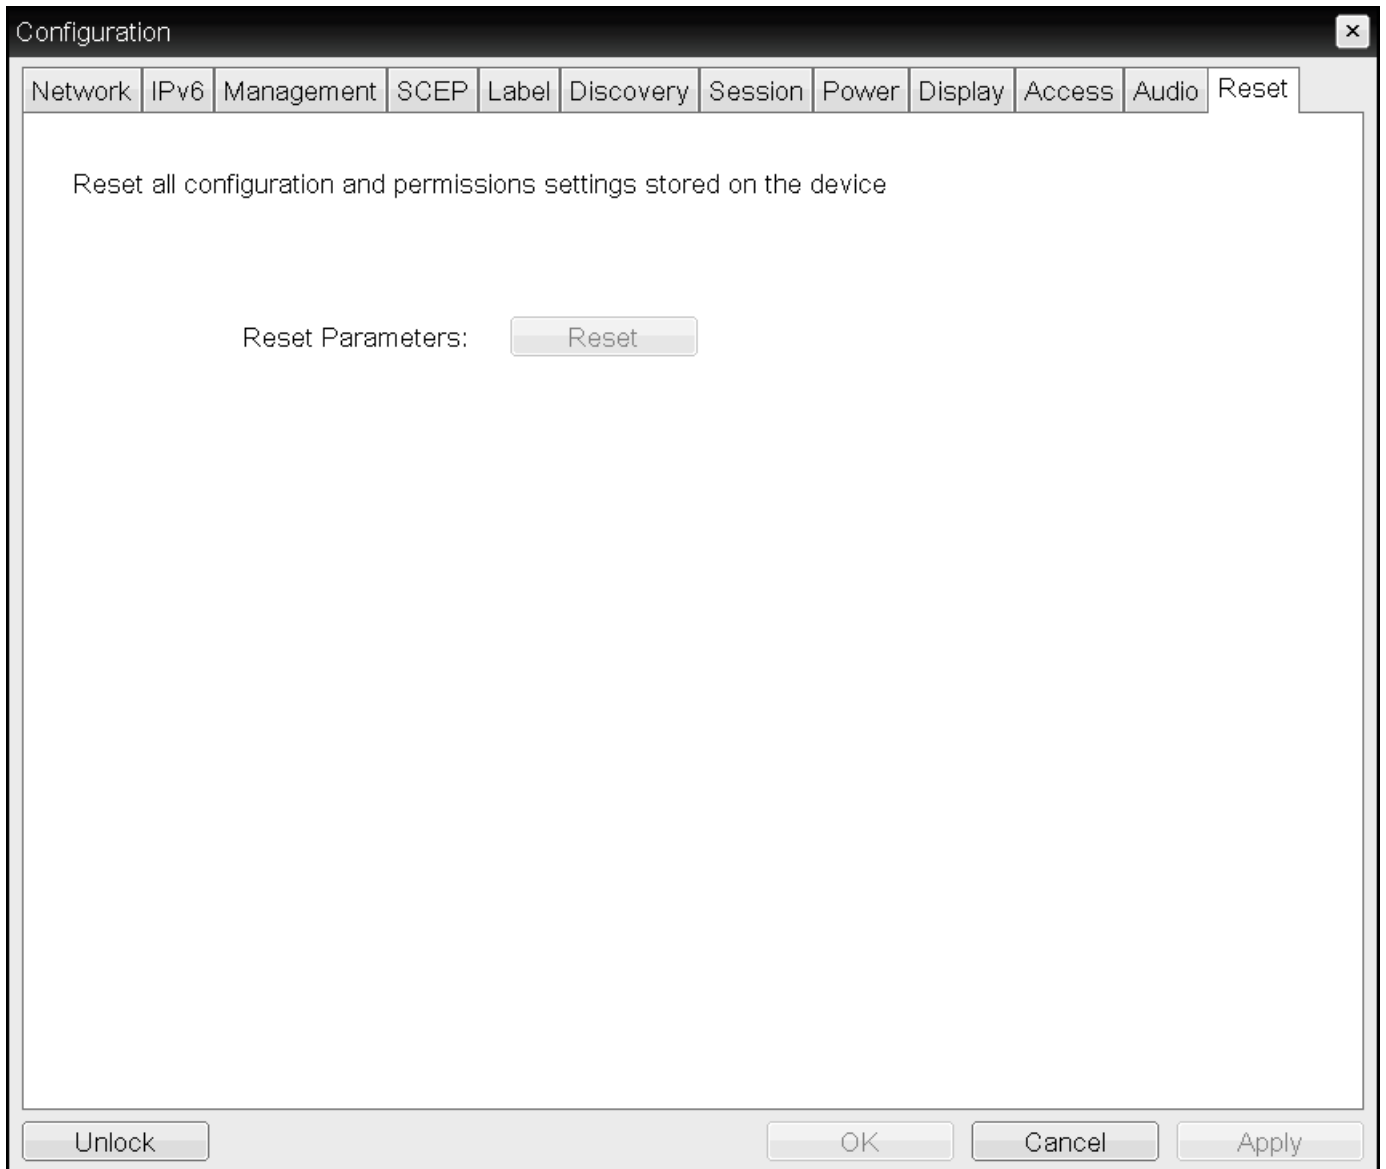 Configuration
Network IPv6 Management SCEP Label Discovery Session Power Display Access Audio Reset
Reset all configuration and permissions settings stored on the device
Reset Parameters: Reset
Unlock OK Cancel Apply